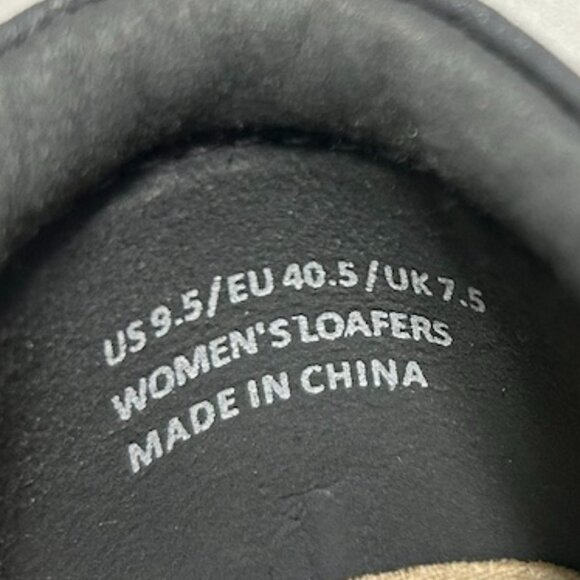 US 9.5/EU 40.5/UK 7.5
WOMEN'S LOAFERS
MADE IN CHINA